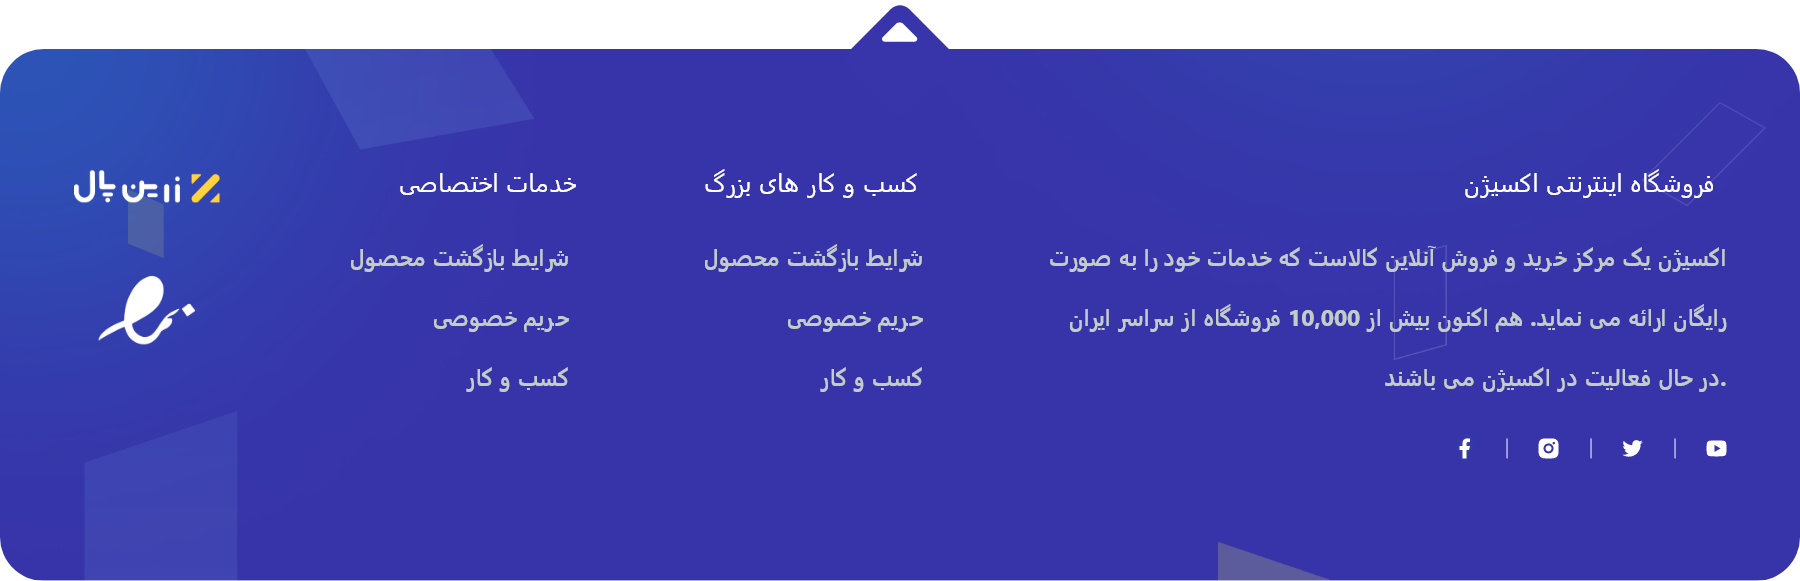 فروشگاه اینترنتی اکسیژن
اکسیژن یک مرکز خرید و فروش آنلاین کالاست که خدمات خود را به صورت
رایگان ارائه می نماید. هم اکنون بیش از 10,000 فروشگاه از سراسر ایران
در حال فعالیت در اکسیژن می باشند.
کسب و کار های بزرگ
شرایط بازگشت محصول
حریم خصوصی
کسب و کار
خدمات اختصاصی
شرایط بازگشت محصول
حریم خصوصی
کسب و کار
زرین پال